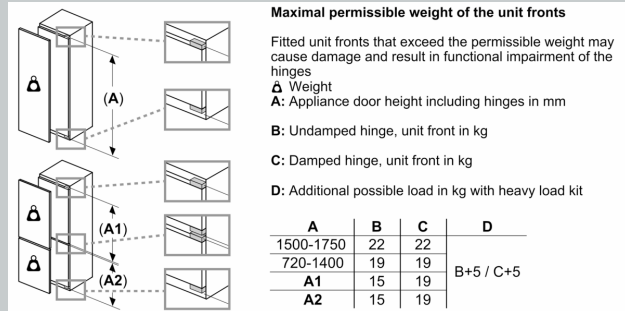 Maximal permissible weight of the unit fronts
Fitted unit fronts that exceed the permissible weight may
cause damage and result in functional impairment of the
hinges
Weight
A: Appliance door height including hinges in mm
B: Undamped hinge, unit front in kg
C: Damped hinge, unit front in kg
D: Additional possible load in kg with heavy load kit
(A)
(A1)
(A2)
A B C D
1500-1750 22 22
720-1400 19 19
A1 15 19
A2 15 19
B+5 / C+5